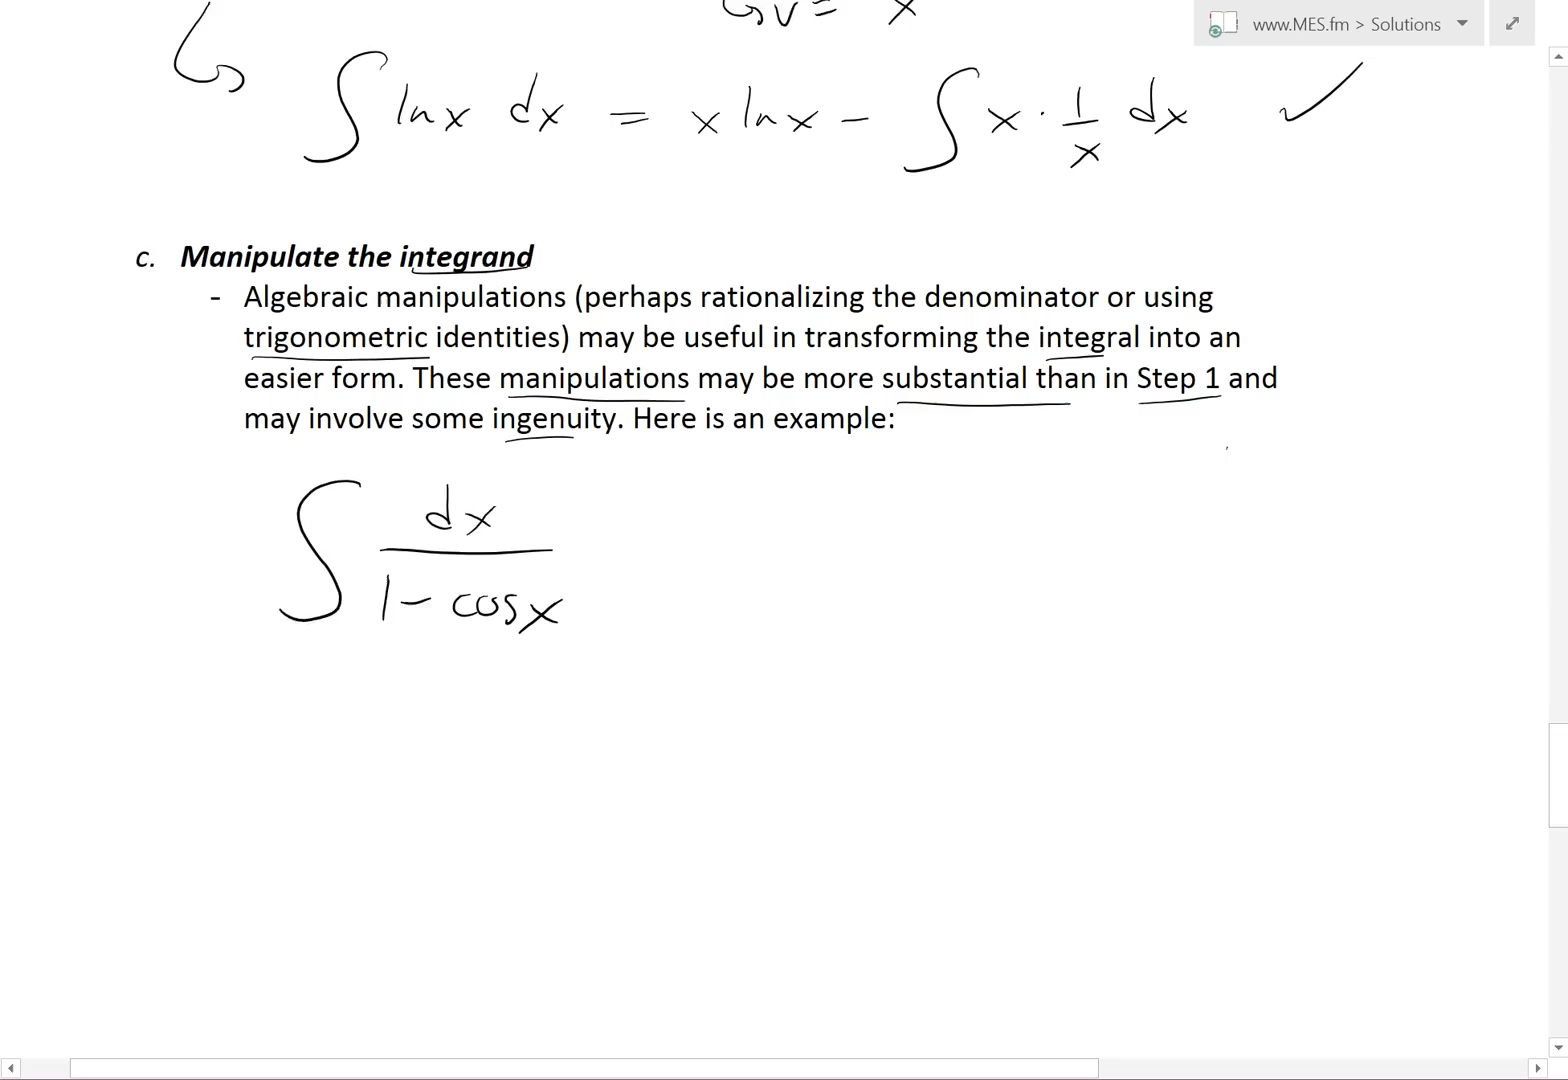 www.MES.fm > Solutions
v = x
∫ ln x dx = x ln x - ∫ x · 1/x dx ✓
c. Manipulate the integrand
- Algebraic manipulations (perhaps rationalizing the denominator or using
trigonometric identities) may be useful in transforming the integral into an
easier form. These manipulations may be more substantial than in Step 1 and
may involve some ingenuity. Here is an example:
∫ dx / 1 - cos x